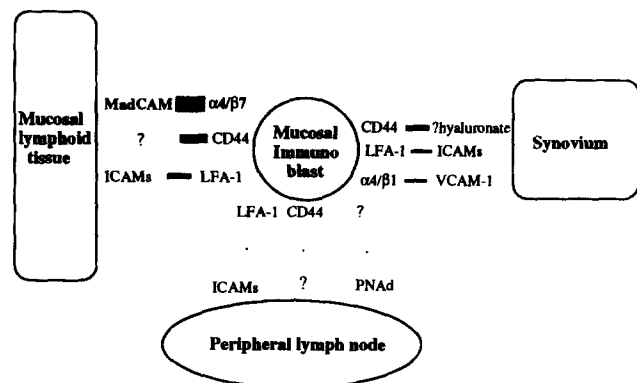 MadCAM α4/β7
Mucosal
lymphoid
tissue
? CD44
ICAMs LFA-1
Mucosal
Immuno
blast
CD44 ?hyaluronate
LFA-1 ICAMs
α4/β1 VCAM-1
Synovium
LFA-1 CD44 ?
ICAMs ? PNAd
Peripheral lymph node